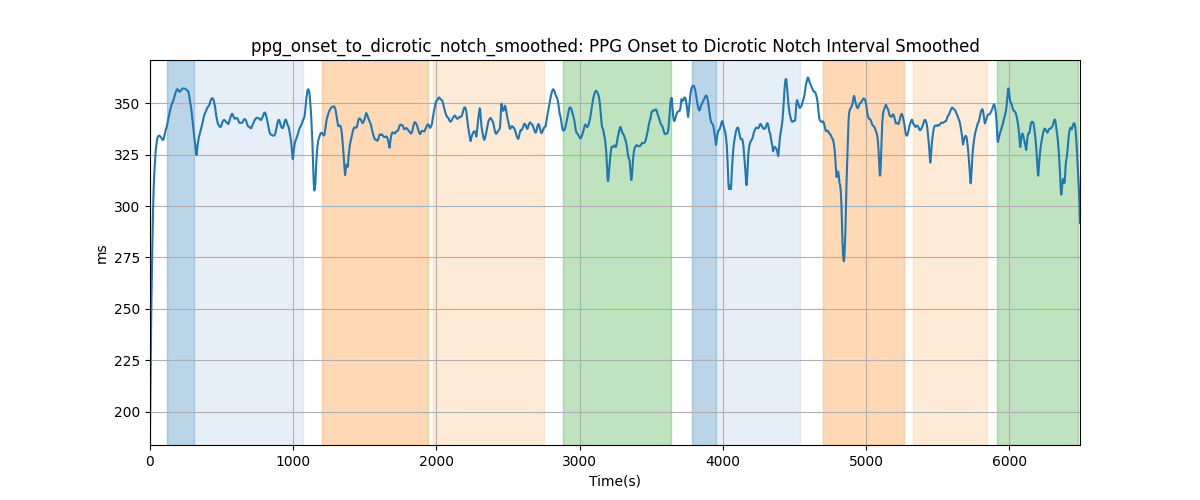 ppg_onset_to_dicrotic_notch_smoothed: PPG Onset to Dicrotic Notch Interval Smoothed
350
325
300
275
250
225
200
ms
0 1000 2000 3000 4000 5000 6000
Time(s)